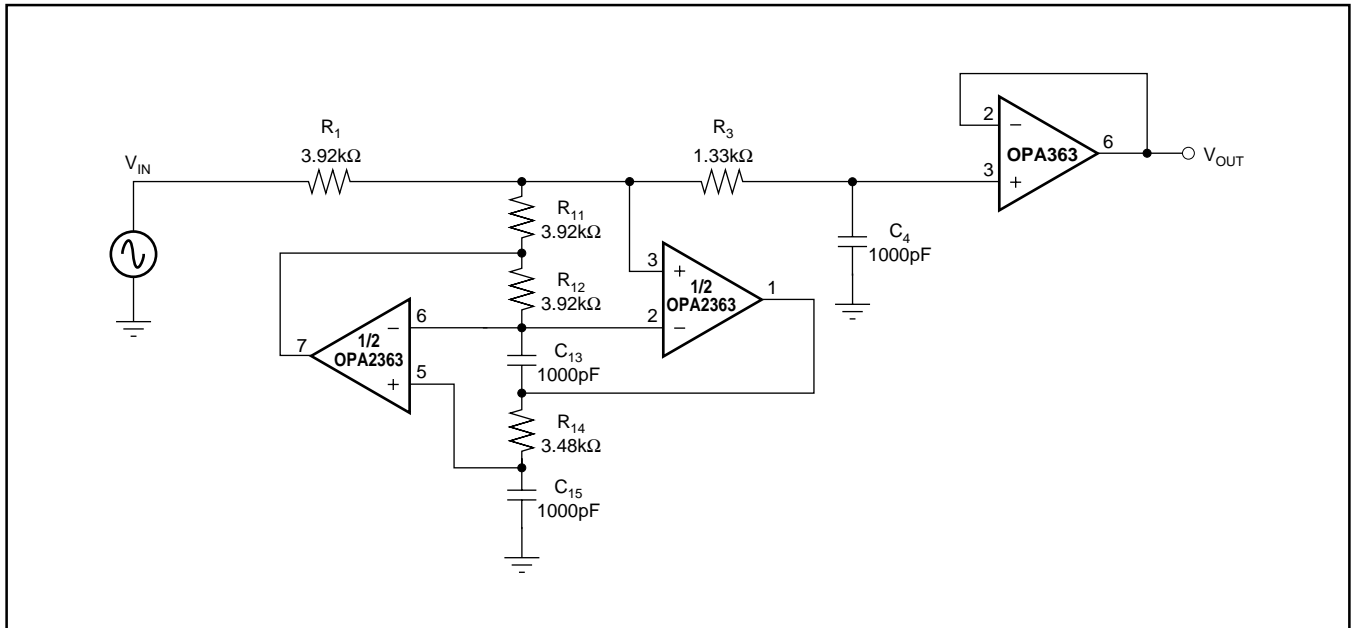 R1
3.92kΩ
VIN
R3
1.33kΩ
2
−
OPA363
6
3
+
VOUT
R11
3.92kΩ
C4
1000pF
R12
3.92kΩ
3
+
1/2
OPA2363
1
2
−
6
−
1/2
OPA2363
7
5
+
C13
1000pF
R14
3.48kΩ
C15
1000pF